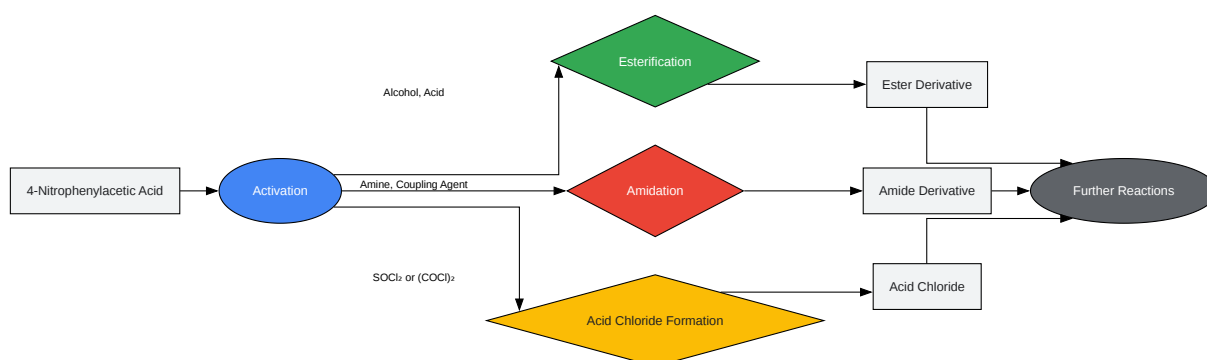 Esterification
Ester Derivative
Alcohol, Acid
4-Nitrophenylacetic Acid
Activation
Amine, Coupling Agent
Amidation
Amide Derivative
Further Reactions
SOCl₂ or (COCl)₂
Acid Chloride
Acid Chloride Formation